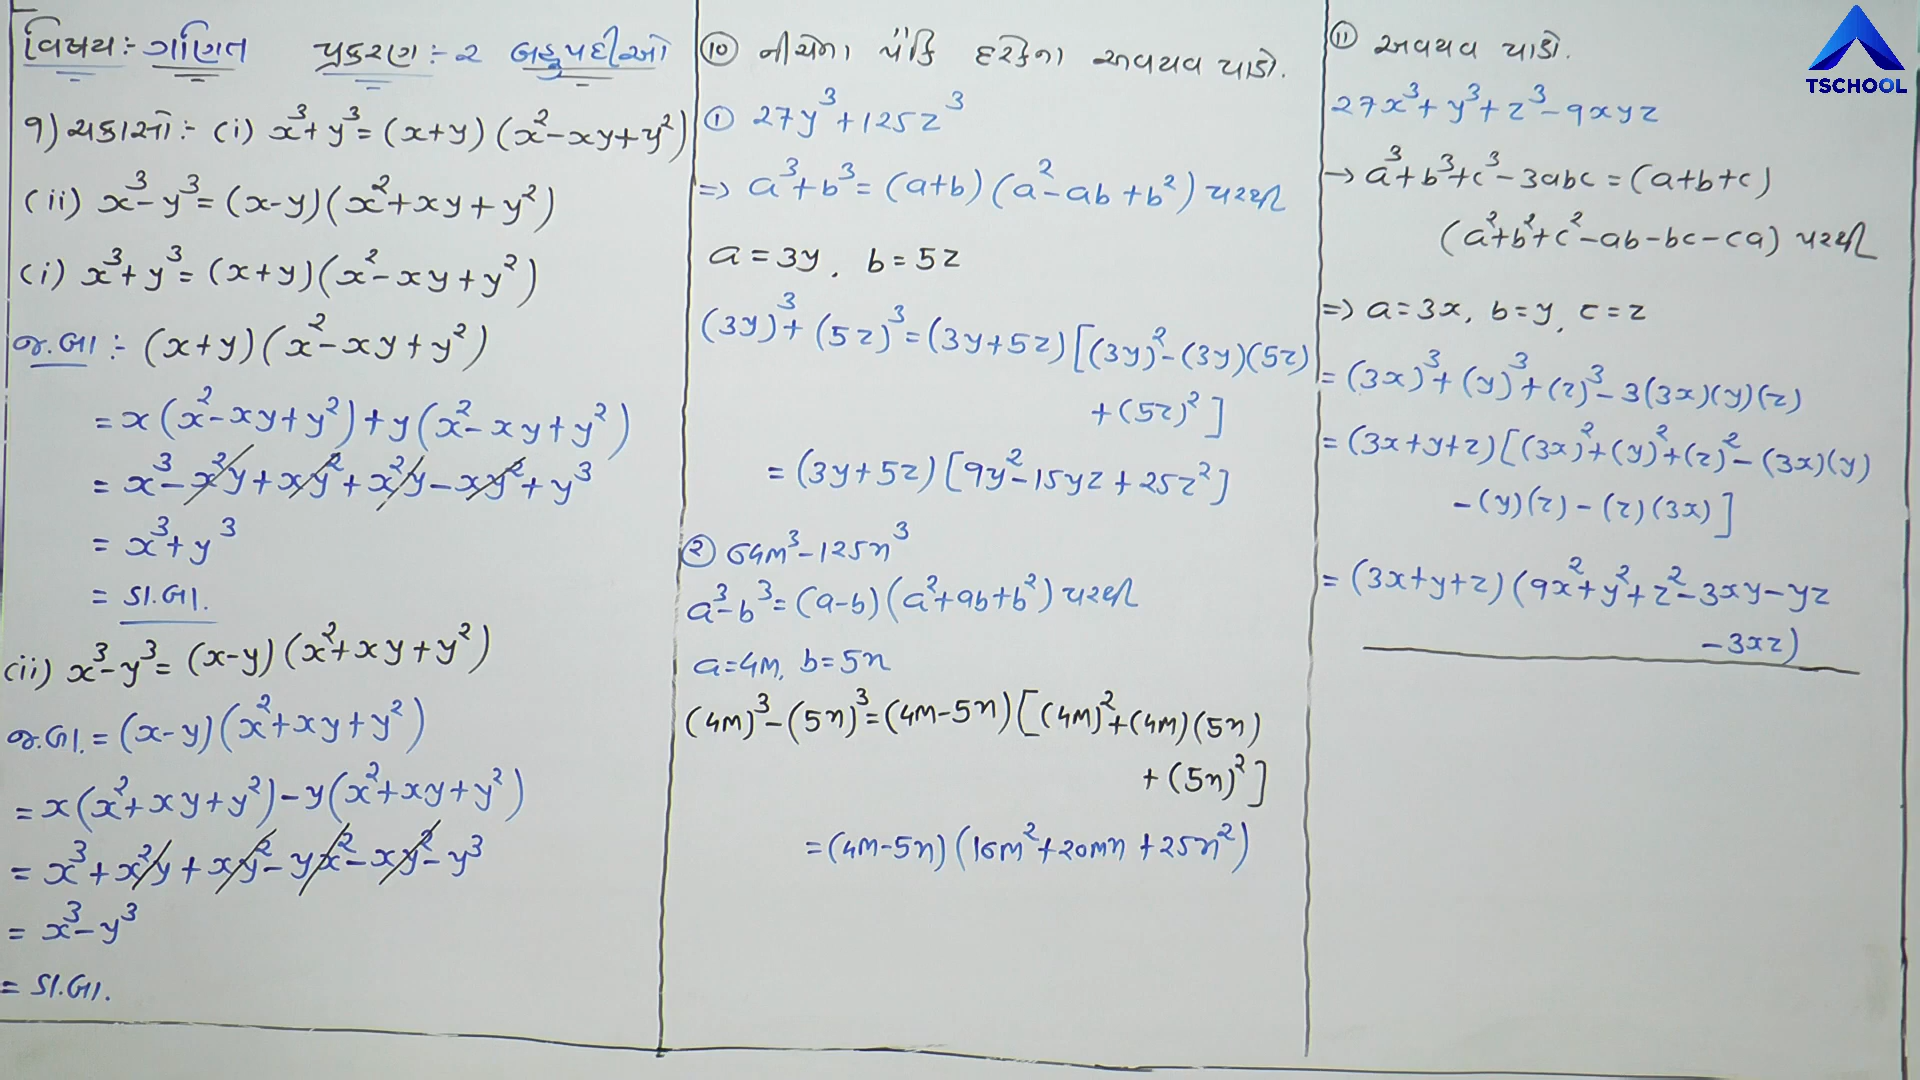 વિષય:- ગણિત પ્રકરણ:- ૨ બહુપદીઓ
૧) ચકાસો:- (i) x³+y³=(x+y)(x²-xy+y²)
(ii) x³-y³=(x-y)(x²+xy+y²)
(i) x³+y³=(x+y)(x²-xy+y²)
જ.બા :- (x+y)(x²-xy+y²)
=x(x²-xy+y²)+y(x²-xy+y²)
= x³-x²y+xy²+x²y-xy²+y³
= x³+y³
= ડા.બા.
(ii) x³-y³=(x-y)(x²+xy+y²)
જ.બા.=(x-y)(x²+xy+y²)
=x(x²+xy+y²)-y(x²+xy+y²)
= x³+x²y+xy²-yx²-xy²-y³
= x³-y³
= ડા.બા.
⑩ નીચેના પૈકિ દરેકના અવયવ પાડો.
① 27y³+125z³
=> a³+b³=(a+b)(a²-ab+b²) પરથી
a=3y, b=5z
(3y)³+(5z)³=(3y+5z)[(3y)²-(3y)(5z)
+(5z)²]
=(3y+5z)[9y²-15yz+25z²]
② 64m³-125n³
a³-b³=(a-b)(a²+ab+b²) પરથી
a=4m, b=5n
(4m)³-(5n)³=(4m-5n)[(4m)²+(4m)(5n)
+(5n)²]
=(4m-5n)(16m²+20mn+25n²)
⑪ અવયવ પાડો.
27x³+y³+z³-9xyz
→ a³+b³+c³-3abc=(a+b+c)
(a²+b²+c²-ab-bc-ca) પરથી
=> a=3x, b=y, c=z
=(3x)³+(y)³+(z)³-3(3x)(y)(z)
=(3x+y+z)[(3x)²+(y)²+(z)²-(3x)(y)
-(y)(z)-(z)(3x)]
=(3x+y+z)(9x²+y²+z²-3xy-yz
-3xz)
TSCHOOL